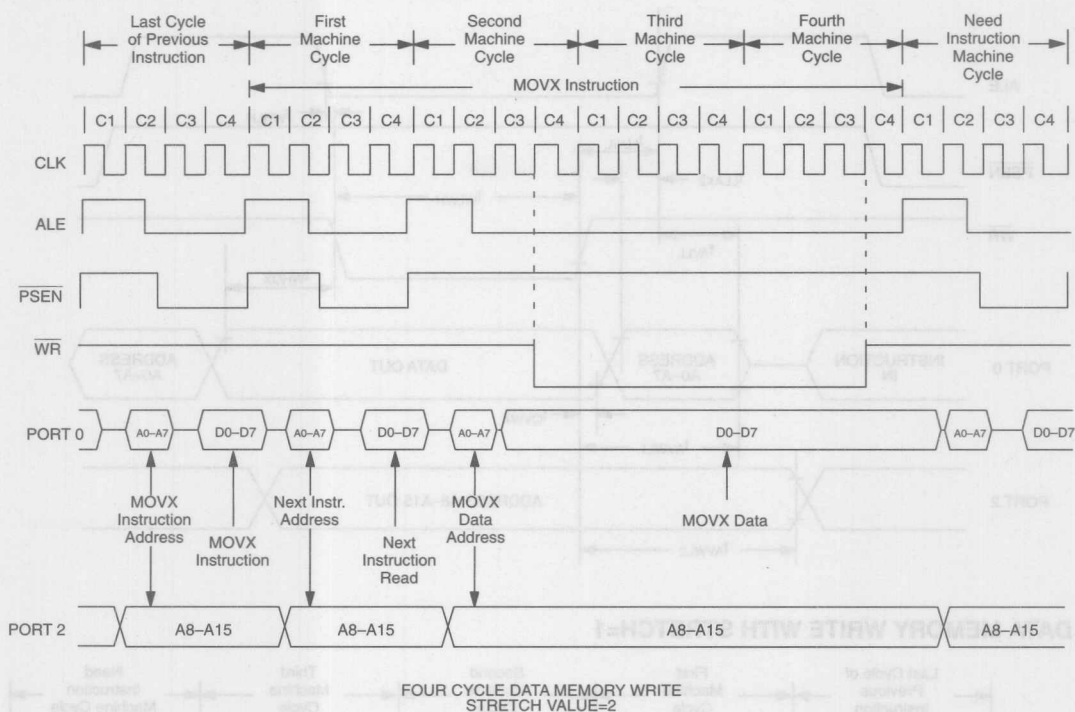 Last Cycle
of Previous
Instruction
First
Machine
Cycle
Second
Machine
Cycle
Third
Machine
Cycle
Fourth
Machine
Cycle
Need
Instruction
Machine
Cycle
MOVX Instruction
C1 C2 C3 C4 C1 C2 C3 C4 C1 C2 C3 C4 C1 C2 C3 C4 C1 C2 C3 C4 C1 C2 C3 C4
CLK
ALE
PSEN
WR
PORT 0
A0–A7 D0–D7 A0–A7 D0–D7 A0–A7 D0–D7 A0–A7 D0–D7
MOVX
Instruction
Address
MOVX
Instruction
Next Instr.
Address
Next
Instruction
Read
MOVX
Data
Address
MOVX Data
PORT 2
A8–A15 A8–A15 A8–A15 A8–A15
FOUR CYCLE DATA MEMORY WRITE
STRETCH VALUE=2